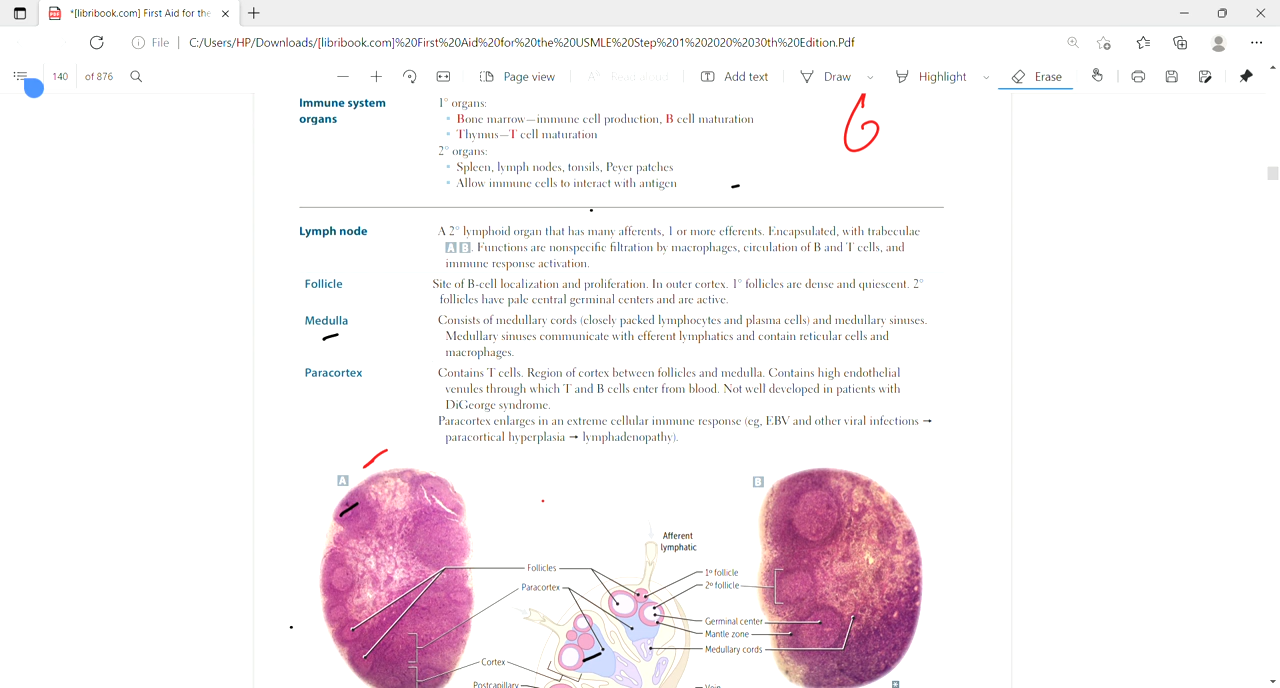 *[libribook.com] First Aid for the
File
C:/Users/HP/Downloads/[libribook.com]%20First%20Aid%20for%20the%20USMLE%20Step%201%202020%2030th%20Edition.Pdf
140 of 876
Page view
Read aloud
Add text
Draw
Highlight
Erase
Immune system organs
1° organs:
▪ Bone marrow—immune cell production, B cell maturation
▪ Thymus—T cell maturation
2° organs:
▪ Spleen, lymph nodes, tonsils, Peyer patches
▪ Allow immune cells to interact with antigen
6
Lymph node
A 2° lymphoid organ that has many afferents, 1 or more efferents. Encapsulated, with trabeculae
A B. Functions are nonspecific filtration by macrophages, circulation of B and T cells, and
immune response activation.
Follicle
Site of B-cell localization and proliferation. In outer cortex. 1° follicles are dense and quiescent. 2°
follicles have pale central germinal centers and are active.
Medulla
Consists of medullary cords (closely packed lymphocytes and plasma cells) and medullary sinuses.
Medullary sinuses communicate with efferent lymphatics and contain reticular cells and
macrophages.
Paracortex
Contains T cells. Region of cortex between follicles and medulla. Contains high endothelial
venules through which T and B cells enter from blood. Not well developed in patients with
DiGeorge syndrome.
Paracortex enlarges in an extreme cellular immune response (eg, EBV and other viral infections →
paracortical hyperplasia → lymphadenopathy).
A
B
Afferent
lymphatic
Follicles
Paracortex
Cortex
Postcapillary
1º follicle
2º follicle
Germinal center
Mantle zone
Medullary cords
Vein